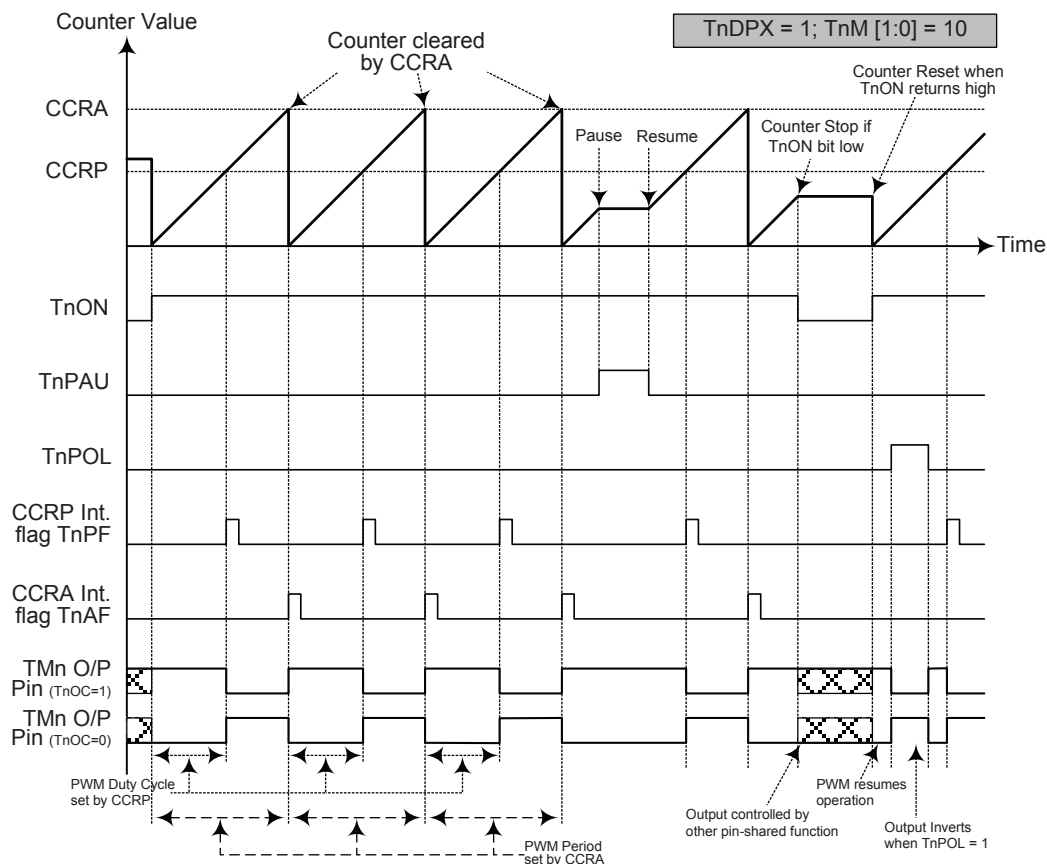 Counter Value
TnDPX = 1; TnM [1:0] = 10
Counter cleared
by CCRA
Counter Reset when
TnON returns high
CCRA
Pause
Resume
Counter Stop if
TnON bit low
CCRP
Time
TnON
TnPAU
TnPOL
CCRP Int.
flag TnPF
CCRA Int.
flag TnAF
TMn O/P
Pin (TnOC=1)
TMn O/P
Pin (TnOC=0)
PWM Duty Cycle
set by CCRP
PWM resumes
operation
Output controlled by
other pin-shared function
Output Inverts
when TnPOL = 1
PWM Period
set by CCRA